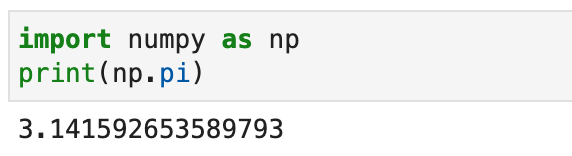 import numpy as np
print(np.pi)
3.141592653589793